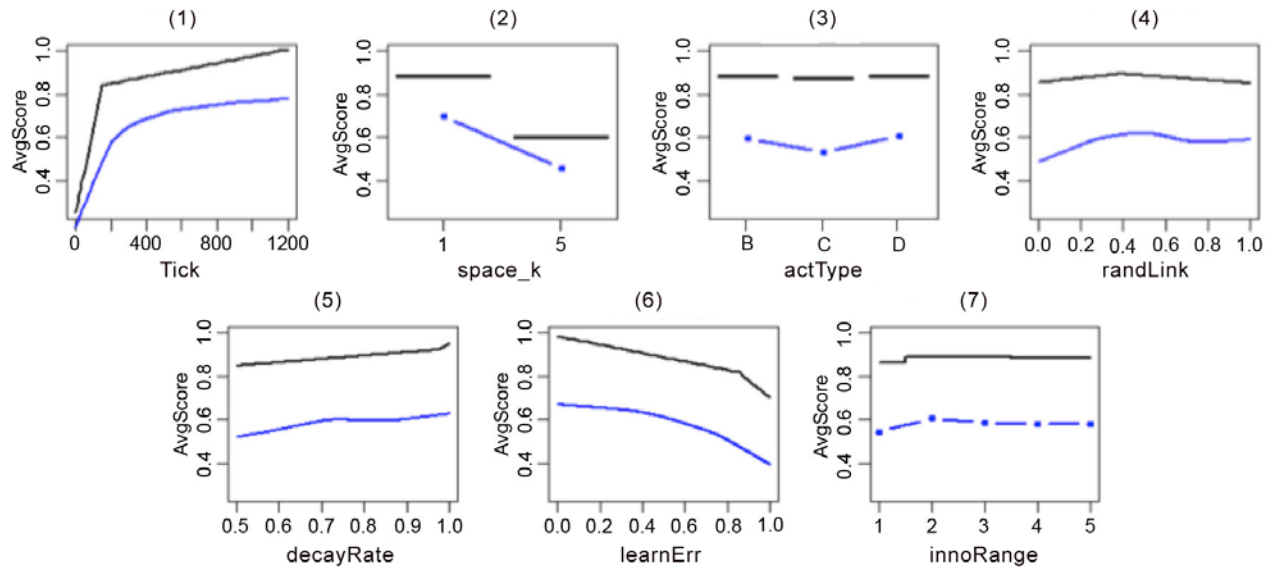 (1) (2) (3) (4)
AvgScore AvgScore AvgScore AvgScore
1.0 1.0 1.0 1.0
0.8 0.8 0.8 0.8
0.6 0.6 0.6 0.6
0.4 0.4 0.4 0.4
0 400 800 1200 1 5 B C D 0.0 0.2 0.4 0.6 0.8 1.0
Tick space_k actType randLink
(5) (6) (7)
AvgScore AvgScore AvgScore
1.0 1.0 1.0
0.8 0.8 0.8
0.6 0.6 0.6
0.4 0.4 0.4
0.5 0.6 0.7 0.8 0.9 1.0 0.0 0.2 0.4 0.6 0.8 1.0 1 2 3 4 5
decayRate learnErr innoRange